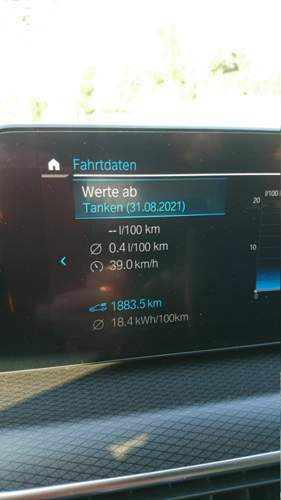 Fahrtdaten
Werte ab
Tanken (31.08.2021)
-- l/100 km
Ø 0.4 l/100 km
39.0 km/h
1883.5 km
Ø 18.4 kWh/100km
l/100
20
10
0